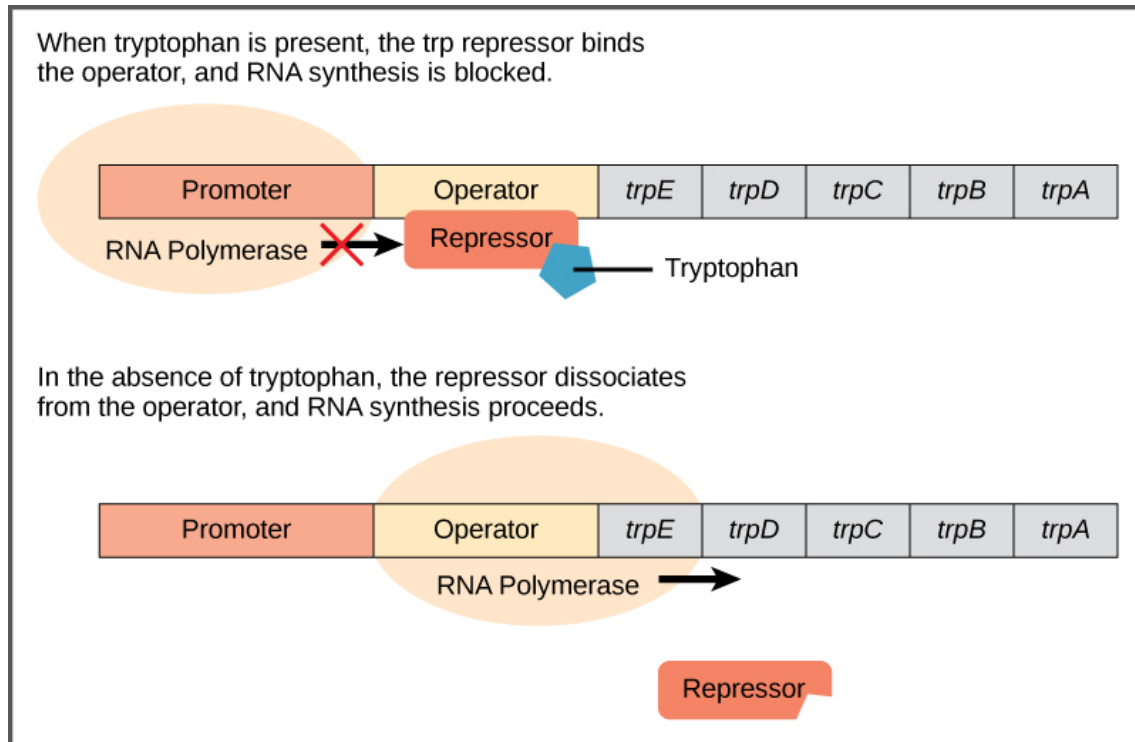 When tryptophan is present, the trp repressor binds
the operator, and RNA synthesis is blocked.
Promoter Operator trpE trpD trpC trpB trpA
RNA Polymerase Repressor
Tryptophan
In the absence of tryptophan, the repressor dissociates
from the operator, and RNA synthesis proceeds.
Promoter Operator trpE trpD trpC trpB trpA
RNA Polymerase
Repressor